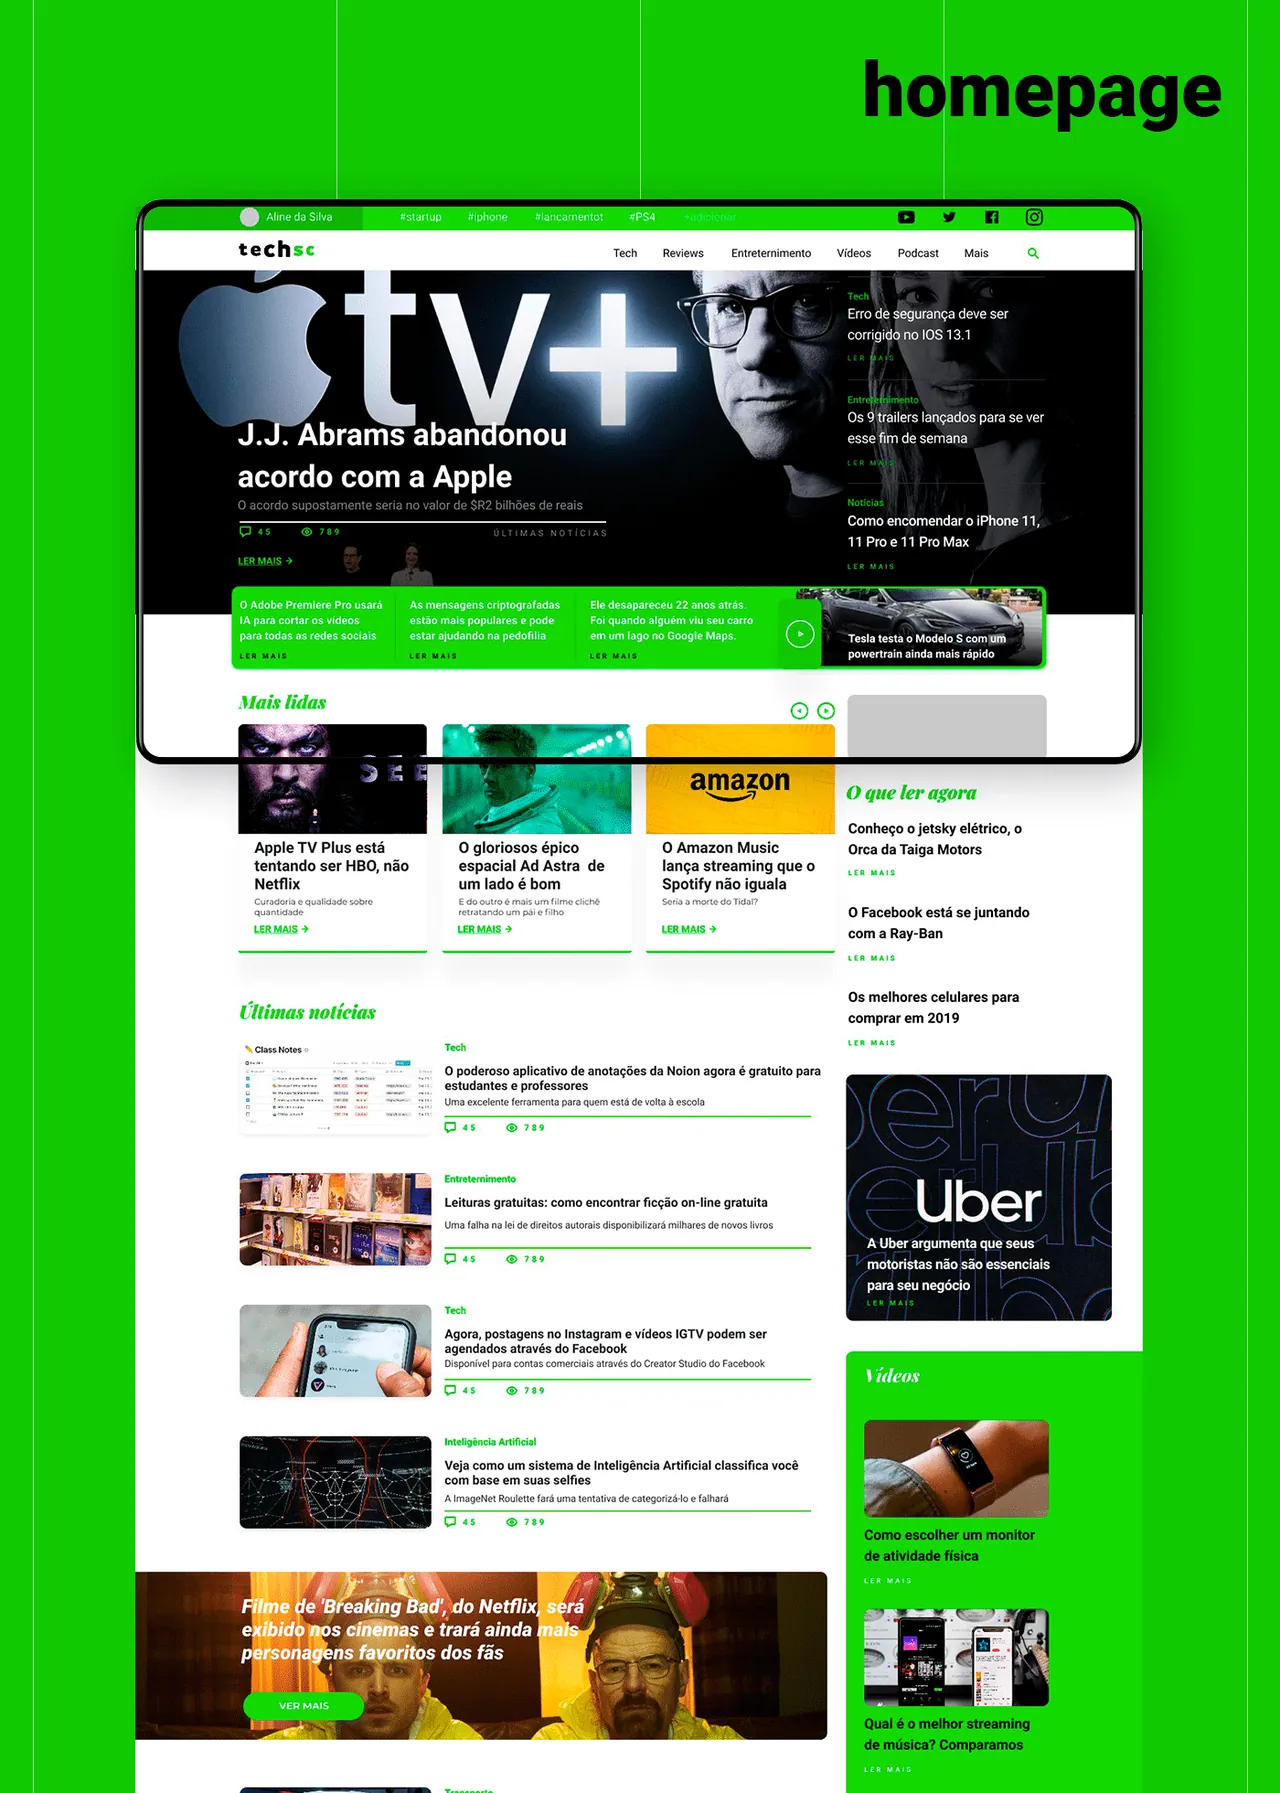 homepage
Aline da Silva
#startup
#iphone
#lancamentot
#PS4
+adicionar
techsc
Tech
Reviews
Entreternimento
Vídeos
Podcast
Mais
tv+
J.J. Abrams abandonou
acordo com a Apple
O acordo supostamente seria no valor de $R2 bilhões de reais
45
789
ÚLTIMAS NOTÍCIAS
LER MAIS →
Tech
Erro de segurança deve ser
corrigido no IOS 13.1
LER MAIS
Entreternimento
Os 9 trailers lançados para se ver
esse fim de semana
LER MAIS
Notícias
Como encomendar o iPhone 11,
11 Pro e 11 Pro Max
LER MAIS
O Adobe Premiere Pro usará
IA para cortar os vídeos
para todas as redes sociais
LER MAIS
As mensagens criptografadas
estão mais populares e pode
estar ajudando na pedofilia
LER MAIS
Ele desapareceu 22 anos atrás.
Foi quando alguém viu seu carro
em um lago no Google Maps.
LER MAIS
Tesla testa o Modelo S com um
powertrain ainda mais rápido
Mais lidas
SEE
Apple TV Plus está
tentando ser HBO, não
Netflix
Curadoria e qualidade sobre
quantidade
LER MAIS →
O gloriosos épico
espacial Ad Astra de
um lado é bom
E do outro é mais um filme clichê
retratando um pai e filho
LER MAIS →
amazon
O Amazon Music
lança streaming que o
Spotify não iguala
Seria a morte do Tidal?
LER MAIS →
O que ler agora
Conheço o jetsky elétrico, o
Orca da Taiga Motors
LER MAIS
O Facebook está se juntando
com a Ray-Ban
LER MAIS
Os melhores celulares para
comprar em 2019
LER MAIS
Últimas notícias
Class Notes
Tech
O poderoso aplicativo de anotações da Noion agora é gratuito para
estudantes e professores
Uma excelente ferramenta para quem está de volta à escola
45
789
Entreternimento
Leituras gratuitas: como encontrar ficção on-line gratuita
Uma falha na lei de direitos autorais disponibilizará milhares de novos livros
45
789
Tech
Agora, postagens no Instagram e vídeos IGTV podem ser
agendados através do Facebook
Disponível para contas comerciais através do Creator Studio do Facebook
45
789
Inteligência Artificial
Veja como um sistema de Inteligência Artificial classifica você
com base em suas selfies
A ImageNet Roulette fará uma tentativa de categorizá-lo e falhará
45
789
Uber
A Uber argumenta que seus
motoristas não são essenciais
para seu negócio
LER MAIS
Vídeos
Como escolher um monitor
de atividade física
LER MAIS
Qual é o melhor streaming
de música? Comparamos
LER MAIS
Filme de 'Breaking Bad', do Netflix, será
exibido nos cinemas e trará ainda mais
personagens favoritos dos fãs
VER MAIS
Transporte